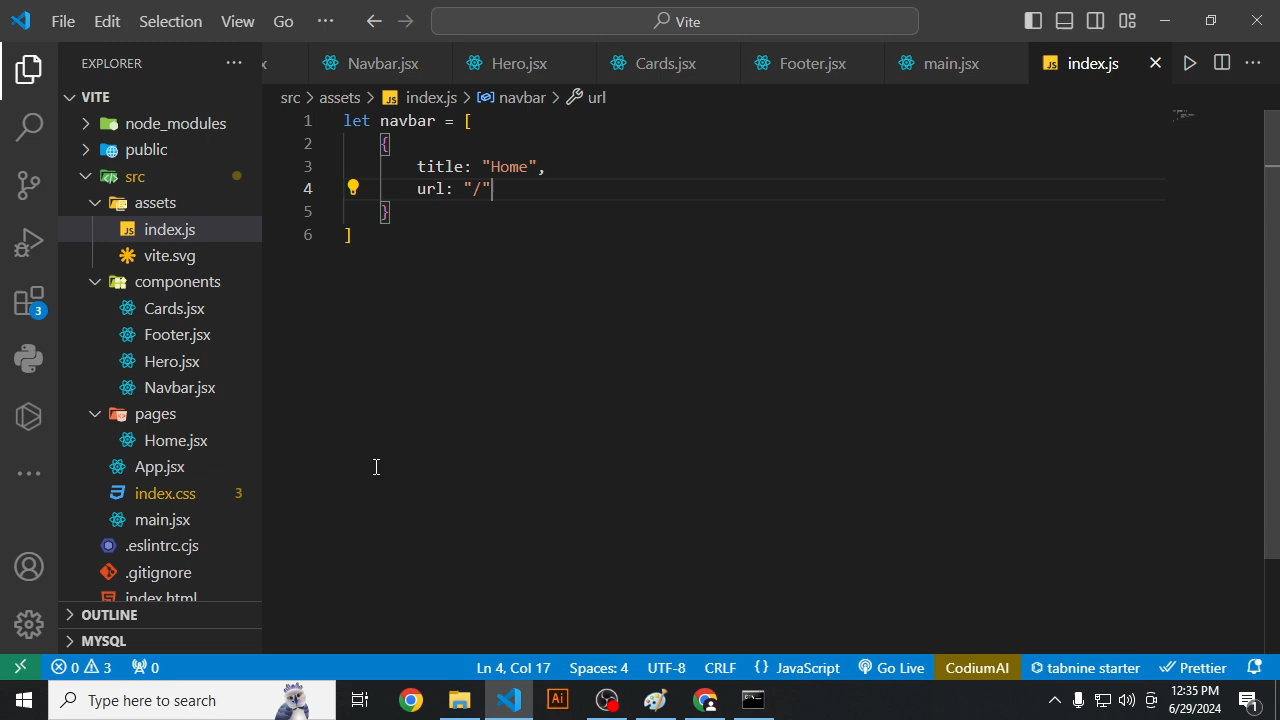 File Edit Selection View Go ··· Vite
EXPLORER ···
Navbar.jsx Hero.jsx Cards.jsx Footer.jsx main.jsx index.js
src > assets > index.js > navbar > url
VITE
node_modules
public
src
assets
index.js
vite.svg
components
Cards.jsx
Footer.jsx
Hero.jsx
Navbar.jsx
pages
Home.jsx
App.jsx
index.css 3
main.jsx
.eslintrc.cjs
.gitignore
index.html
OUTLINE
MYSQL
3
1 let navbar = [
2 {
3 title: "Home",
4 url: "/"
5 }
6 ]
0 3 0 Ln 4, Col 17 Spaces: 4 UTF-8 CRLF {} JavaScript Go Live CodiumAI tabnine starter Prettier
Type here to search
Ai
12:35 PM
6/29/2024
1